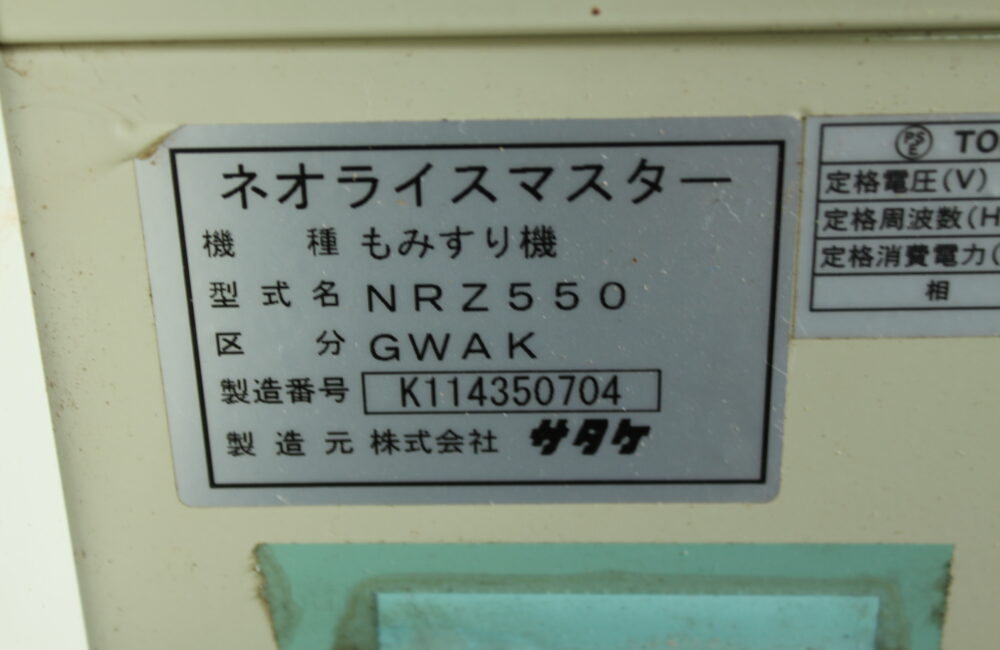 ネオライスマスター
機種 もみすり機
型式名 NRZ550
区分 GWAK
製造番号 K114350704
製造元 株式会社 サタケ
PSE TO
定格電圧(V)
定格周波数(H
定格消費電力(
相